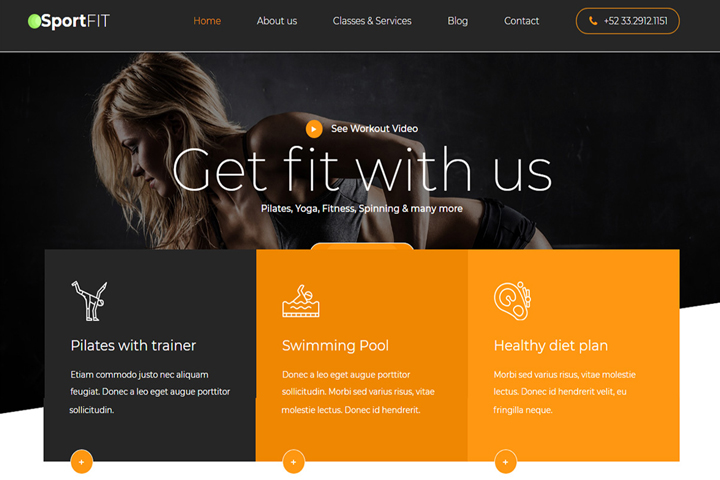 SportFIT
Home
About us
Classes & Services
Blog
Contact
+52 33.2912.1151
See Workout Video
Get fit with us
Pilates, Yoga, Fitness, Spinning & many more
Pilates with trainer
Etiam commodo justo nec aliquam
feugiat. Donec a leo eget augue porttitor
sollicitudin.
Swimming Pool
Donec a leo eget augue porttitor
sollicitudin. Morbi sed varius risus, vitae
molestie lectus. Donec id hendrerit.
Healthy diet plan
Morbi sed varius risus, vitae molestie
lectus. Donec id hendrerit velit, eu
fringilla neque.
+
+
+